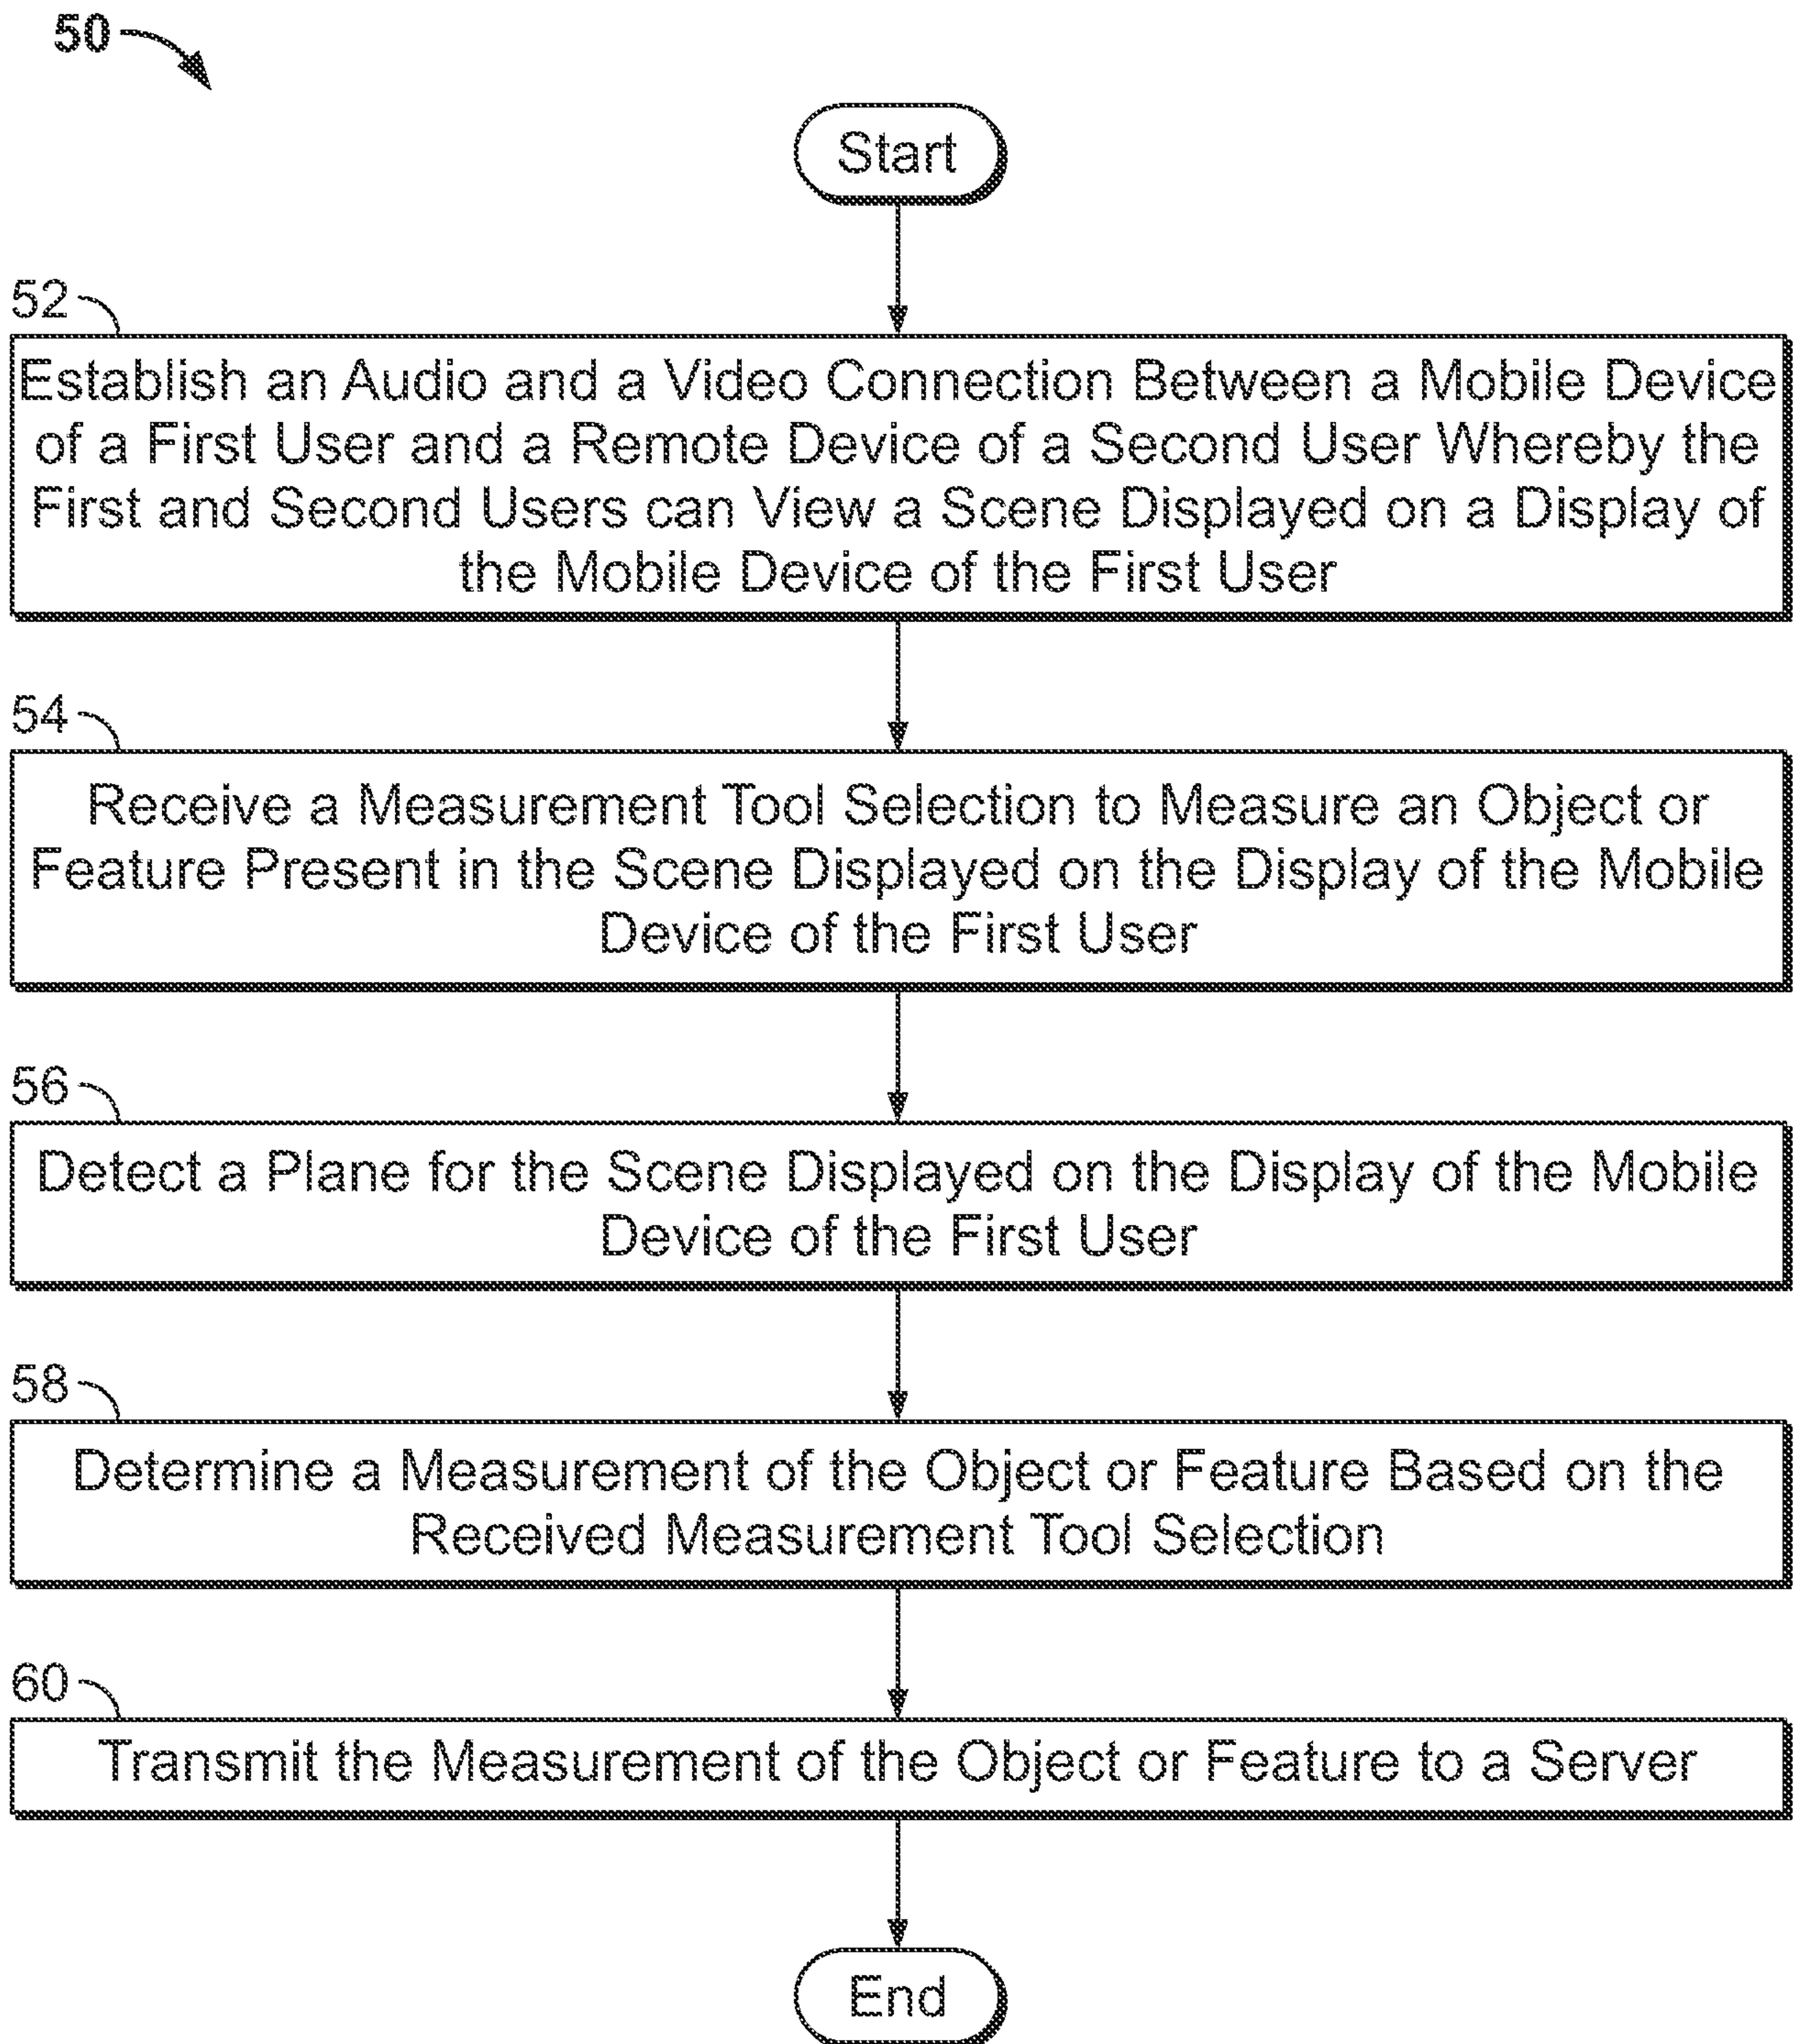 50
Start
52
Establish an Audio and a Video Connection Between a Mobile Device
of a First User and a Remote Device of a Second User Whereby the
First and Second Users can View a Scene Displayed on a Display of
the Mobile Device of the First User
54
Receive a Measurement Tool Selection to Measure an Object or
Feature Present in the Scene Displayed on the Display of the Mobile
Device of the First User
56
Detect a Plane for the Scene Displayed on the Display of the Mobile
Device of the First User
58
Determine a Measurement of the Object or Feature Based on the
Received Measurement Tool Selection
60
Transmit the Measurement of the Object or Feature to a Server
End